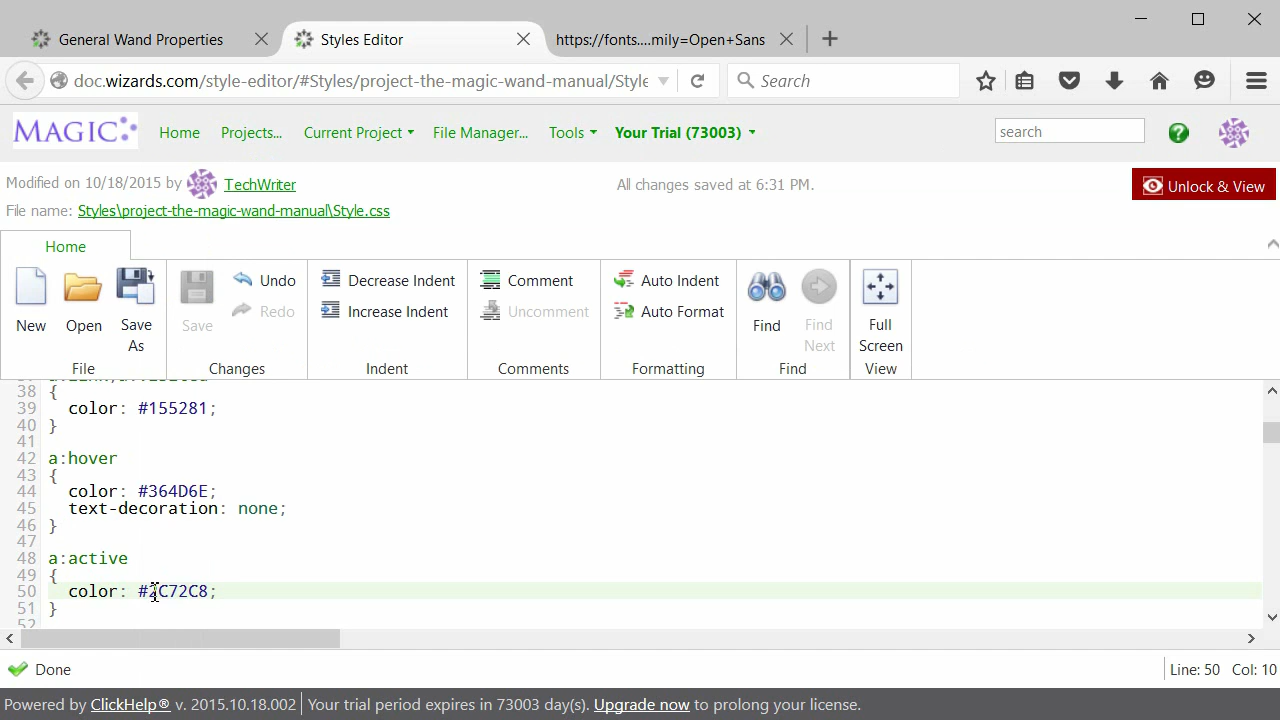 General Wand Properties
Styles Editor
https://fonts....mily=Open+Sans
doc.wizards.com/style-editor/#Styles/project-the-magic-wand-manual/Style
Search
MAGIC
Home
Projects...
Current Project
File Manager...
Tools
Your Trial (73003)
search
Modified on 10/18/2015 by TechWriter
All changes saved at 6:31 PM.
Unlock & View
File name: Styles\project-the-magic-wand-manual\Style.css
Home
New
Open
Save As
File
Save
Undo
Redo
Changes
Decrease Indent
Increase Indent
Indent
Comment
Uncomment
Comments
Auto Indent
Auto Format
Formatting
Find
Find Next
Find
Full Screen
View
38 {
39 color: #155281;
40 }
41
42 a:hover
43 {
44 color: #364D6E;
45 text-decoration: none;
46 }
47
48 a:active
49 {
50 color: #2C72C8;
51 }
52
Done
Line: 50 Col: 10
Powered by ClickHelp® v. 2015.10.18.002
Your trial period expires in 73003 day(s). Upgrade now to prolong your license.